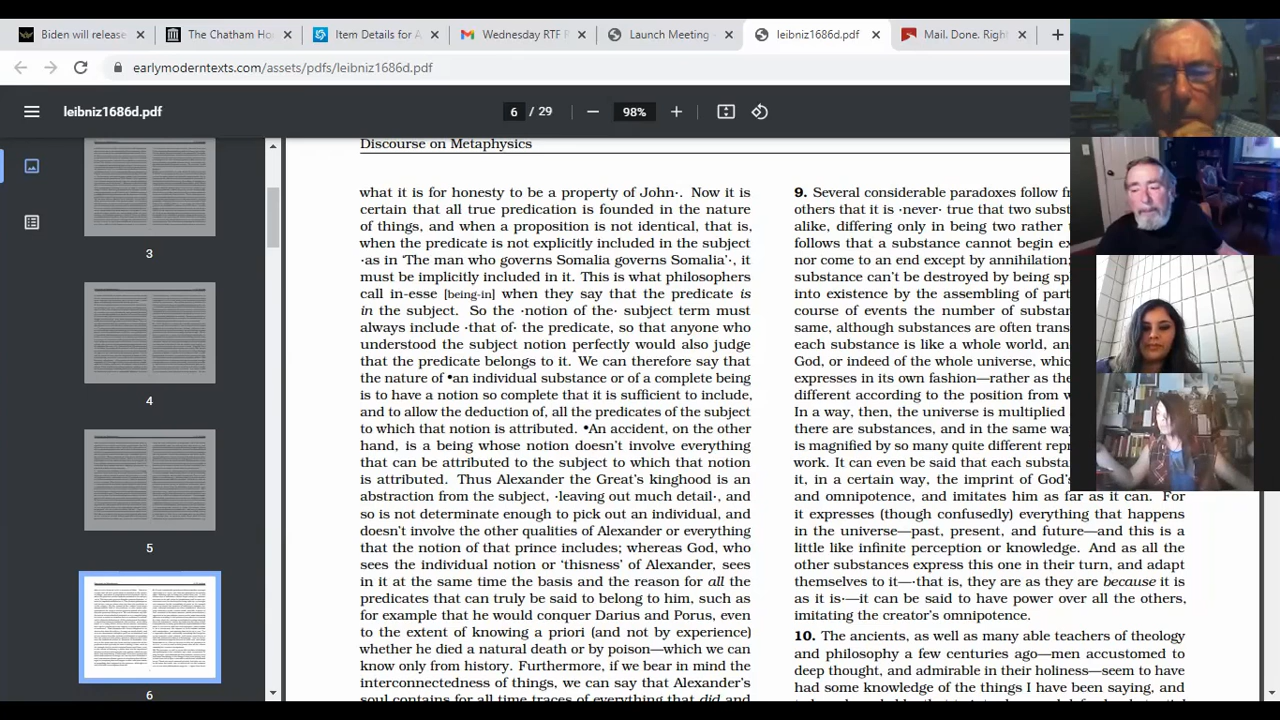 Biden will release
The Chatham Ho
Item Details for A
Wednesday RTF R
Launch Meeting -
leibniz1686d.pdf
Mail. Done. Righ
earlymoderntexts.com/assets/pdfs/leibniz1686d.pdf
leibniz1686d.pdf
6 / 29
98%
3
4
5
6
Discourse on Metaphysics
what it is for honesty to be a property of John·. Now it is
certain that all true predication is founded in the nature
of things, and when a proposition is not identical, that is,
when the predicate is not explicitly included in the subject
·as in ‘The man who governs Somalia governs Somalia’·, it
must be implicitly included in it. This is what philosophers
call in-esse [being-in] when they say that the predicate is
in the subject. So the ·notion of the· subject term must
always include ·that of· the predicate, so that anyone who
understood the subject notion perfectly would also judge
that the predicate belongs to it. We can therefore say that
the nature of •an individual substance or of a complete being
is to have a notion so complete that it is sufficient to include,
and to allow the deduction of, all the predicates of the subject
to which that notion is attributed. •An accident, on the other
hand, is a being whose notion doesn’t involve everything
that can be attributed to the subject to which that notion
is attributed. Thus Alexander the Great’s kinghood is an
abstraction from the subject, ·leaving out much detail·, and
so is not determinate enough to pick out an individual, and
doesn’t involve the other qualities of Alexander or everything
that the notion of that prince includes; whereas God, who
sees the individual notion or ‘thisness’ of Alexander, sees
in it at the same time the basis and the reason for all the
predicates that can truly be said to belong to him, such as
for example that he would conquer Darius and Porus, even
to the extent of knowing a priori (and not by experience)
whether he died a natural death or by poison—which we can
know only from history. Furthermore, if we bear in mind the
interconnectedness of things, we can say that Alexander’s
soul contains for all time traces of everything that did and
9. Several considerable paradoxes follow
others that it is ·never· true that two
alike, differing only in being two rather
follows that a substance cannot begin
nor come to an end except by annihilation;
substance can’t be destroyed by being
into existence by the assembling of
course of events the number of
same, although substances are often
each substance is like a whole world,
God, or indeed of the whole universe,
expresses in its own fashion—rather as the
different according to the position from
In a way, then, the universe is multiplied
there are substances, and in the same
is magnified by so many quite different
work. It can even be said that each
it, in a certain way, the imprint of God’s
and omnipotence, and imitates him as far as it can. For
it expresses (though confusedly) everything that happens
in the universe—past, present, and future—and this is a
little like infinite perception or knowledge. And as all the
other substances express this one in their turn, and adapt
themselves to it—·that is, they are as they are because it is
as it is·—it can be said to have power over all the others,
imitating the creator’s omnipotence.
10. The ancients, as well as many able teachers of theology
and philosophy a few centuries ago—men accustomed to
deep thought, and admirable in their holiness—seem to have
had some knowledge of the things I have been saying, and